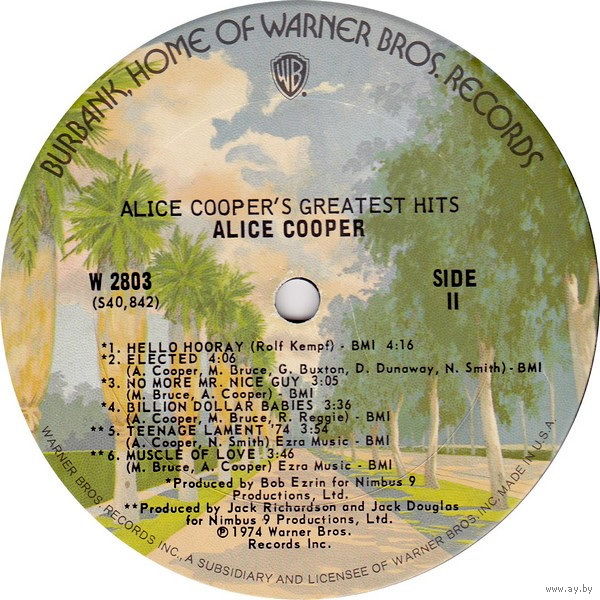 BURBANK, HOME OF WARNER BROS. RECORDS
WB
ALICE COOPER'S GREATEST HITS
ALICE COOPER
W 2803
(S40,842)
SIDE
II
*1. HELLO HOORAY (Rolf Kempf) - BMI 4:16
*2. ELECTED 4:06
(A. Cooper, M. Bruce, G. Buxton, D. Dunaway, N. Smith) - BMI
*3. NO MORE MR. NICE GUY 3:05
(M. Bruce, A. Cooper) - BMI
*4. BILLION DOLLAR BABIES 3:36
(A. Cooper, M. Bruce, R. Reggie) - BMI
**5. TEENAGE LAMENT '74 3:54
(A. Cooper, N. Smith) Ezra Music - BMI
**6. MUSCLE OF LOVE 3:46
(M. Bruce, A. Cooper) Ezra Music - BMI
*Produced by Bob Ezrin for Nimbus 9
Productions, Ltd.
**Produced by Jack Richardson and Jack Douglas
for Nimbus 9 Productions, Ltd.
℗1974 Warner Bros.
Records Inc.
WARNER BROS. RECORDS INC., A SUBSIDIARY AND LICENSEE OF WARNER BROS. INC. MADE IN U.S.A.
www.ay.by